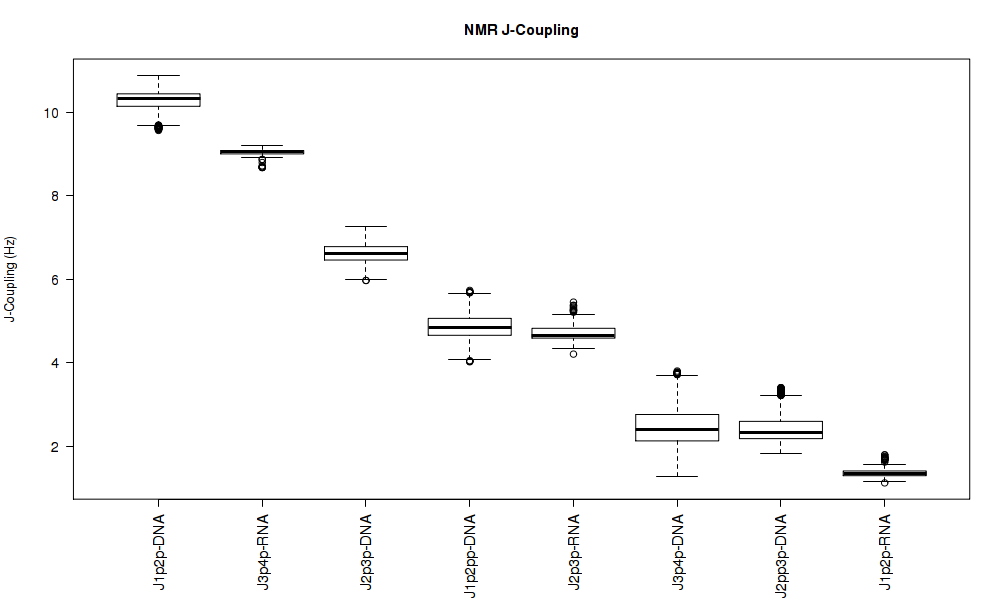 NMR J-Coupling
J-Coupling (Hz)
10
8
6
4
2
J1p2p-DNA
J3p4p-RNA
J2p3p-DNA
J1p2pp-DNA
J2p3p-RNA
J3p4p-DNA
J2pp3p-DNA
J1p2p-RNA